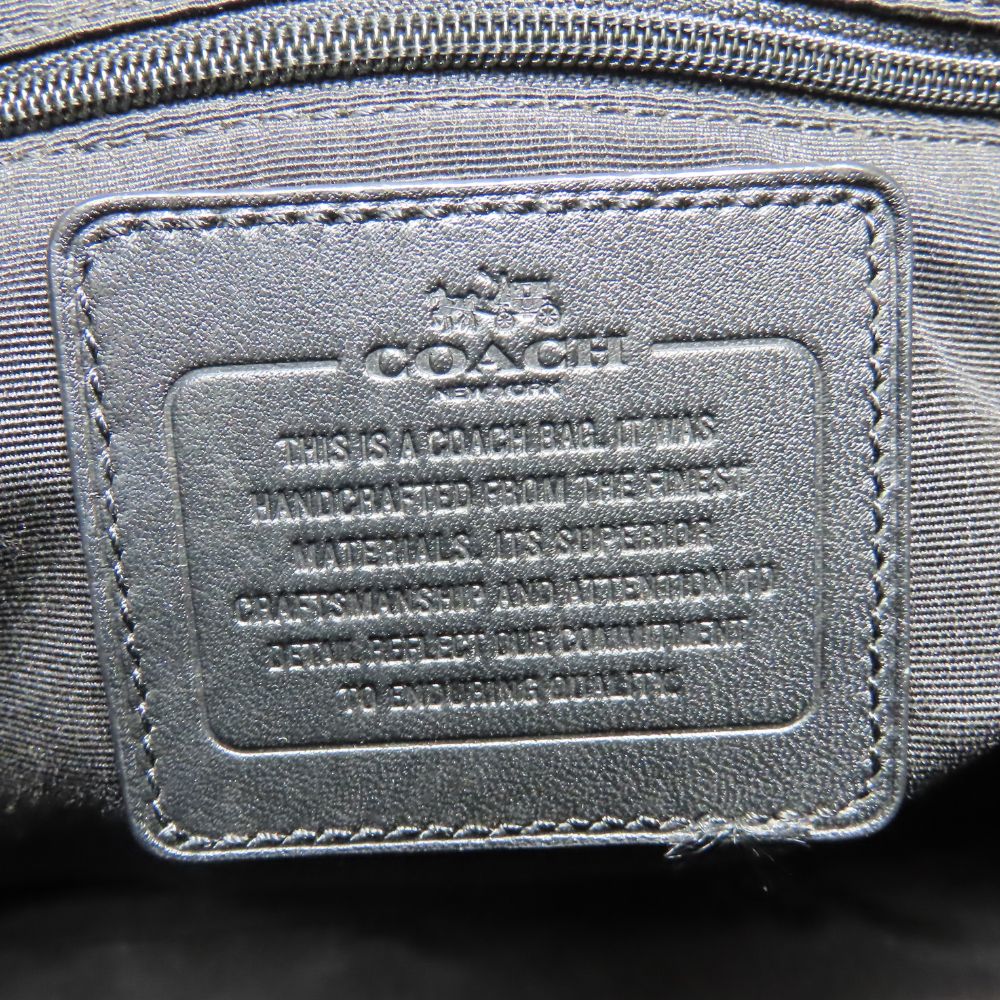 COACH
NEW YORK
THIS IS A COACH BAG. IT WAS
HANDCRAFTED FROM THE FINEST
MATERIALS. ITS SUPERIOR
CRAFTSMANSHIP AND ATTENTION TO
DETAIL REFLECT OUR COMMITMENT
TO ENDURING QUALITY.